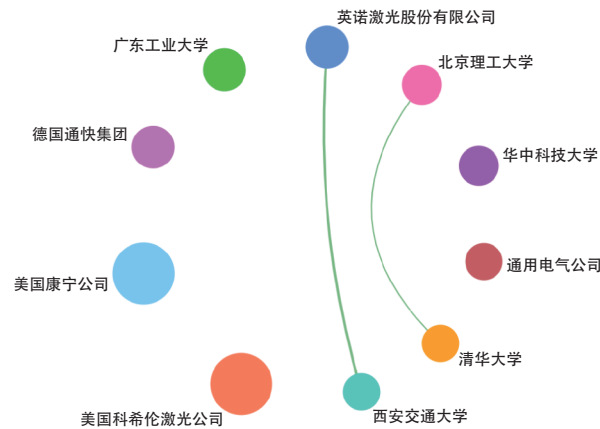 英诺激光股份有限公司
广东工业大学
北京理工大学
德国通快集团
华中科技大学
通用电气公司
美国康宁公司
清华大学
美国科希伦激光公司
西安交通大学